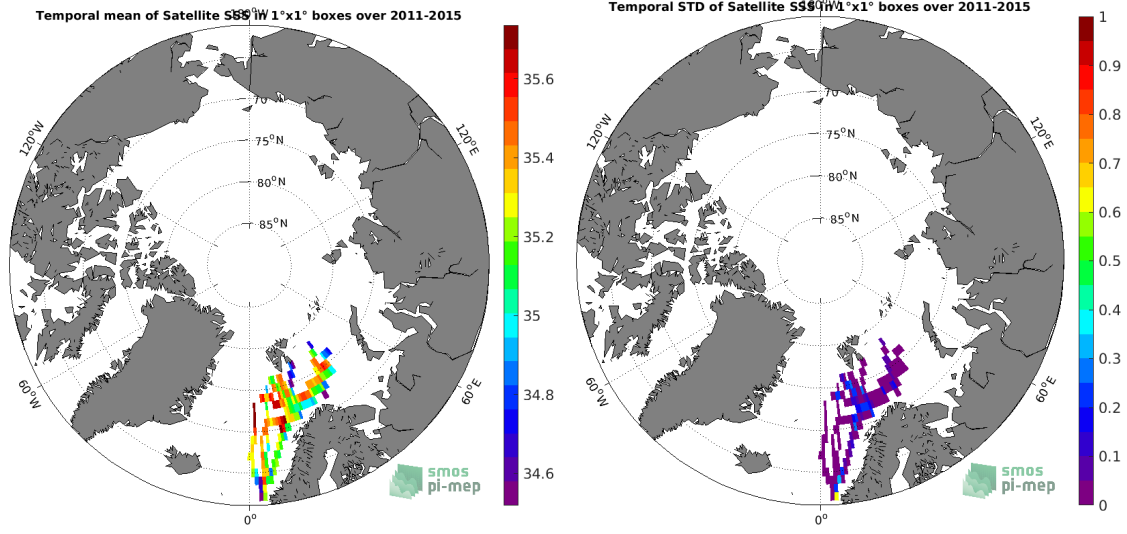 Temporal mean of Satellite SSS in 1°x1° boxes over 2011-2015
180°W
120°W
120°E
70
75°N
80°N
85°N
60°W
60°E
0°
35.6
35.4
35.2
35
34.8
34.6
smos
pi-mep
Temporal STD of Satellite SSS in 1°x1° boxes over 2011-2015
180°W
120°W
120°E
70
75°N
80°N
85°N
60°W
60°E
0°
1
0.9
0.8
0.7
0.6
0.5
0.4
0.3
0.2
0.1
0
smos
pi-mep